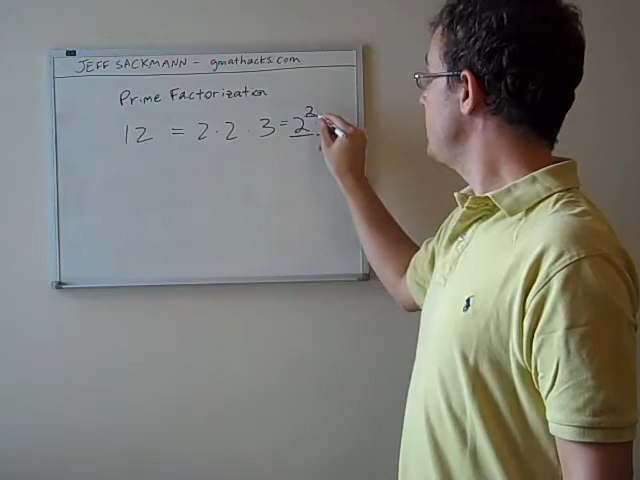 JEFF SACKMANN - gmathacks.com
Prime Factorization
12 = 2 · 2 · 3 = 2² ·